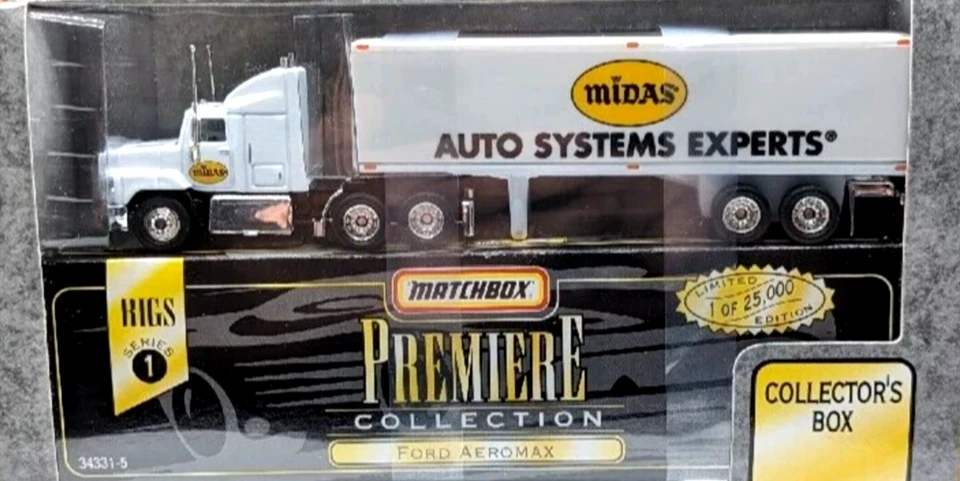 MIDAS
AUTO SYSTEMS EXPERTS®
MIDAS
RIGS
SERIES
1
MATCHBOX
PREMIERE
COLLECTION
FORD AEROMAX
LIMITED
1 OF 25,000
EDITION
COLLECTOR'S
BOX
34331-5